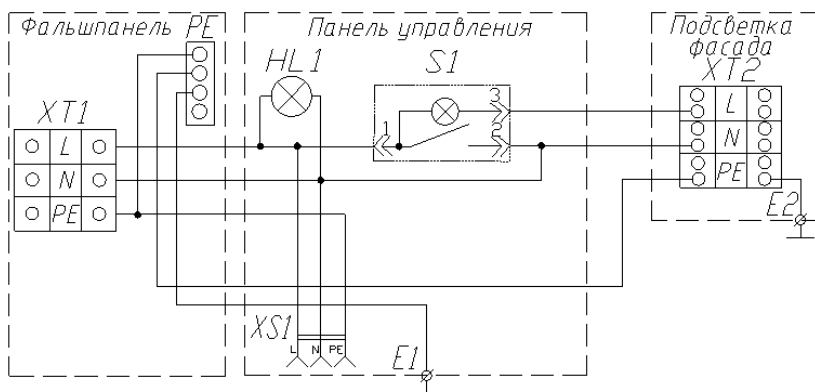 Фальшпанель
PE
XT1
L
N
PE
Панель управления
HL1
S1
1
3
2
XS1
L N PE
E1
Подсветка
фасада
XT2
L
N
PE
E2